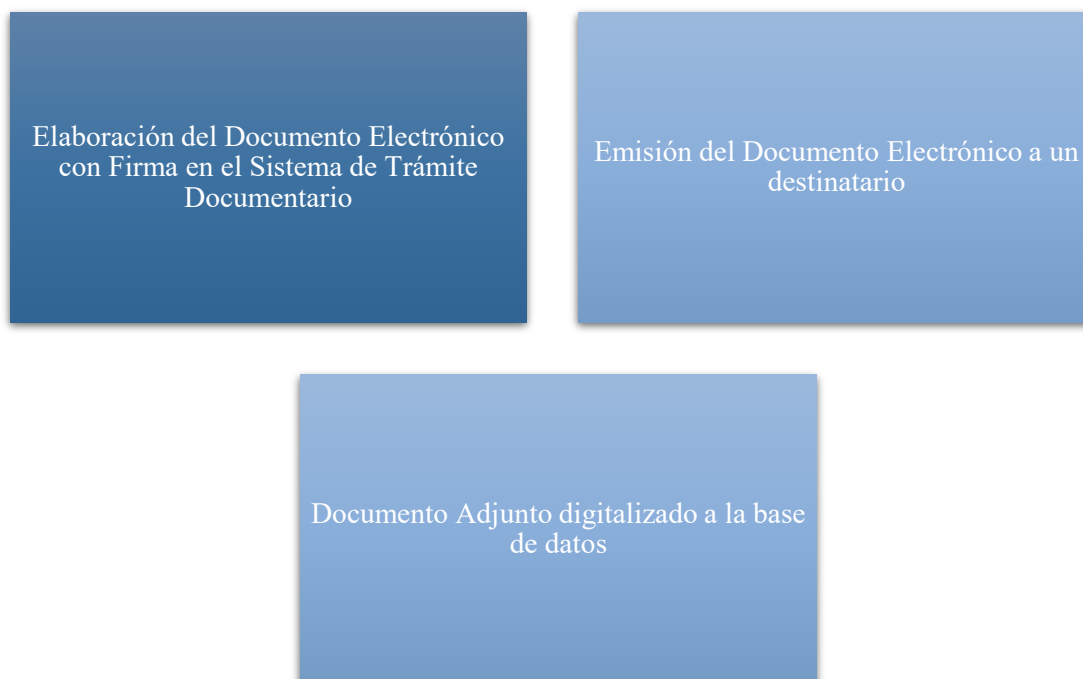 Elaboración del Documento Electrónico
con Firma en el Sistema de Trámite
Documentario
Emisión del Documento Electrónico a un
destinatario
Documento Adjunto digitalizado a la base
de datos